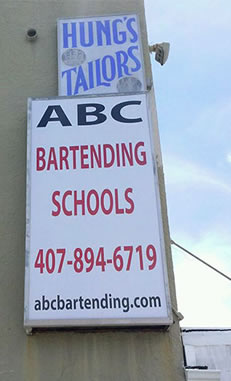 HUNG'S
TAILORS
ABC
BARTENDING
SCHOOLS
407-894-6719
abcbartending.com